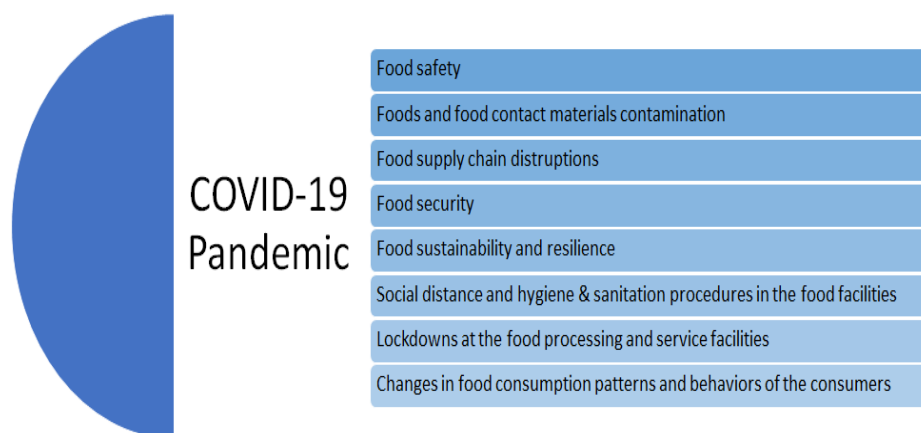 COVID-19
Pandemic
Food safety
Foods and food contact materials contamination
Food supply chain distruptions
Food security
Food sustainability and resilience
Social distance and hygiene & sanitation procedures in the food facilities
Lockdowns at the food processing and service facilities
Changes in food consumption patterns and behaviors of the consumers